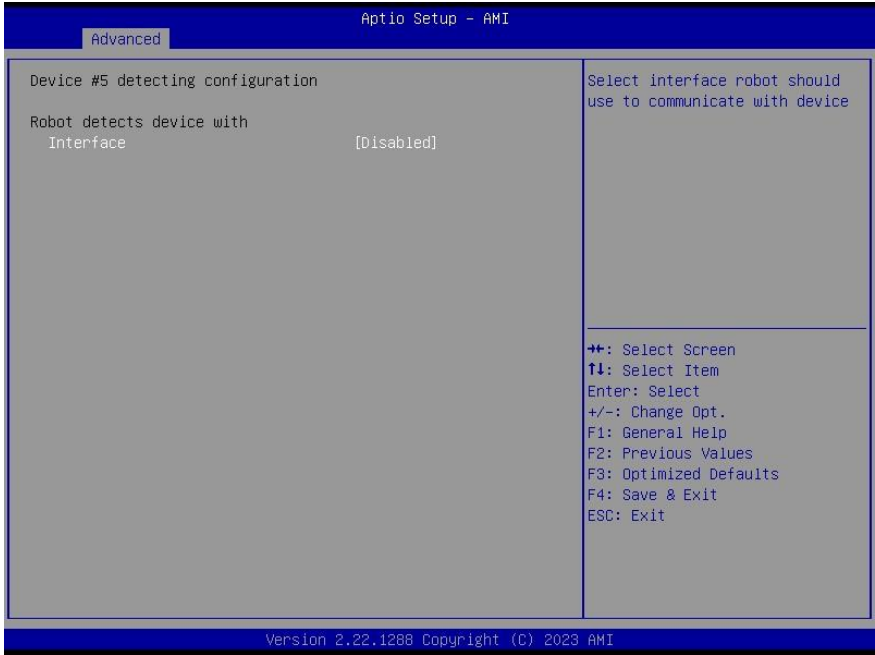 Aptio Setup – AMI
Advanced
Device #5 detecting configuration
Robot detects device with
Interface [Disabled]
Select interface robot should
use to communicate with device
→←: Select Screen
↑↓: Select Item
Enter: Select
+/-: Change Opt.
F1: General Help
F2: Previous Values
F3: Optimized Defaults
F4: Save & Exit
ESC: Exit
Version 2.22.1288 Copyright (C) 2023 AMI